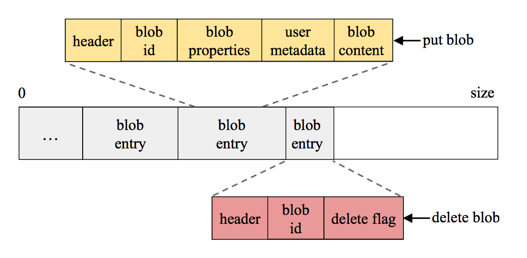 header
blob
id
blob
properties
user
metadata
blob
content
put blob
0
size
...
blob
entry
blob
entry
blob
entry
header
blob
id
delete flag
delete blob